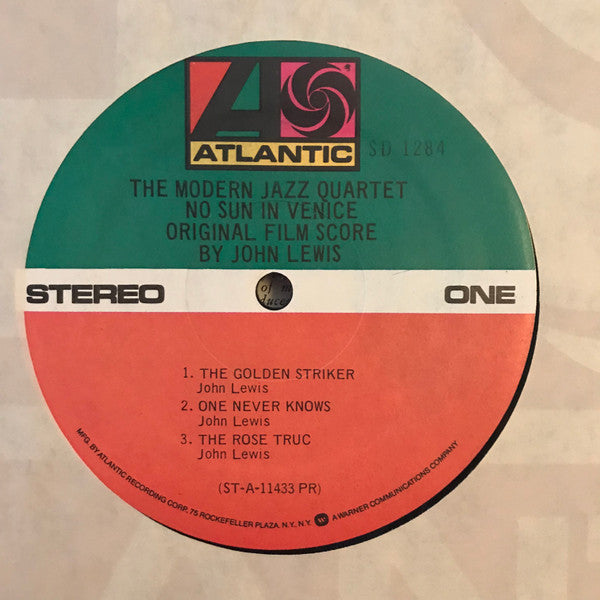 ATLANTIC
SD 1284
THE MODERN JAZZ QUARTET
NO SUN IN VENICE
ORIGINAL FILM SCORE
BY JOHN LEWIS
STEREO
ONE
1. THE GOLDEN STRIKER
John Lewis
2. ONE NEVER KNOWS
John Lewis
3. THE ROSE TRUC
John Lewis
(ST-A-11433 PR)
MFG. BY ATLANTIC RECORDING CORP., 75 ROCKEFELLER PLAZA, N.Y., N.Y. W A WARNER COMMUNICATIONS COMPANY